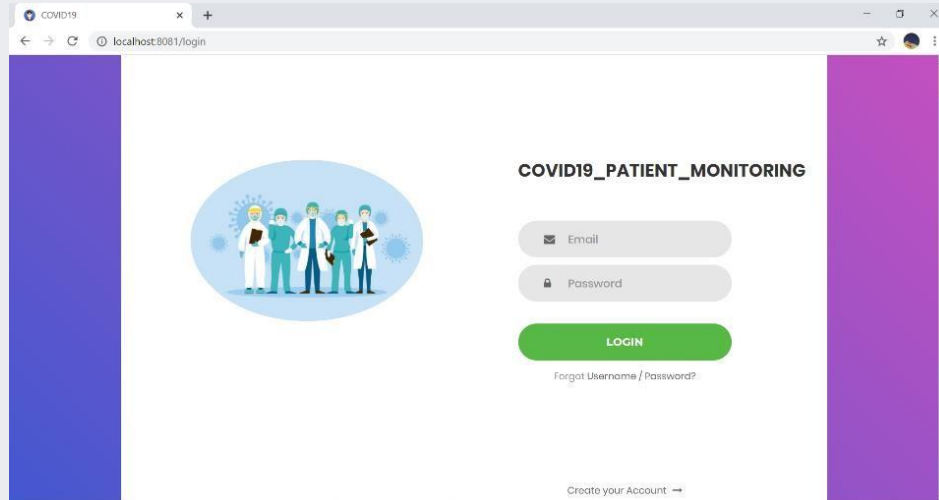 COVID19
localhost:8081/login
COVID19_PATIENT_MONITORING
Email
Password
LOGIN
Forgot Username / Password?
Create your Account →